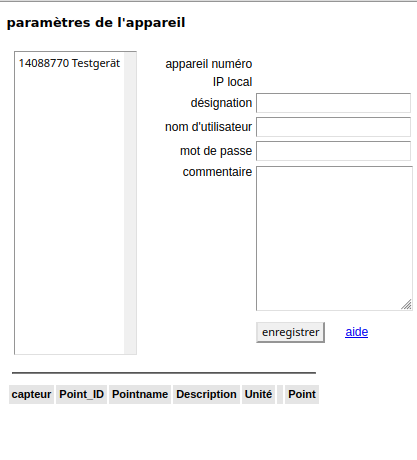 paramètres de l'appareil
14088770 Testgerät
appareil numéro
IP local
désignation
nom d'utilisateur
mot de passe
commentaire
enregistrer aide
capteur Point_ID Pointname Description Unité Point